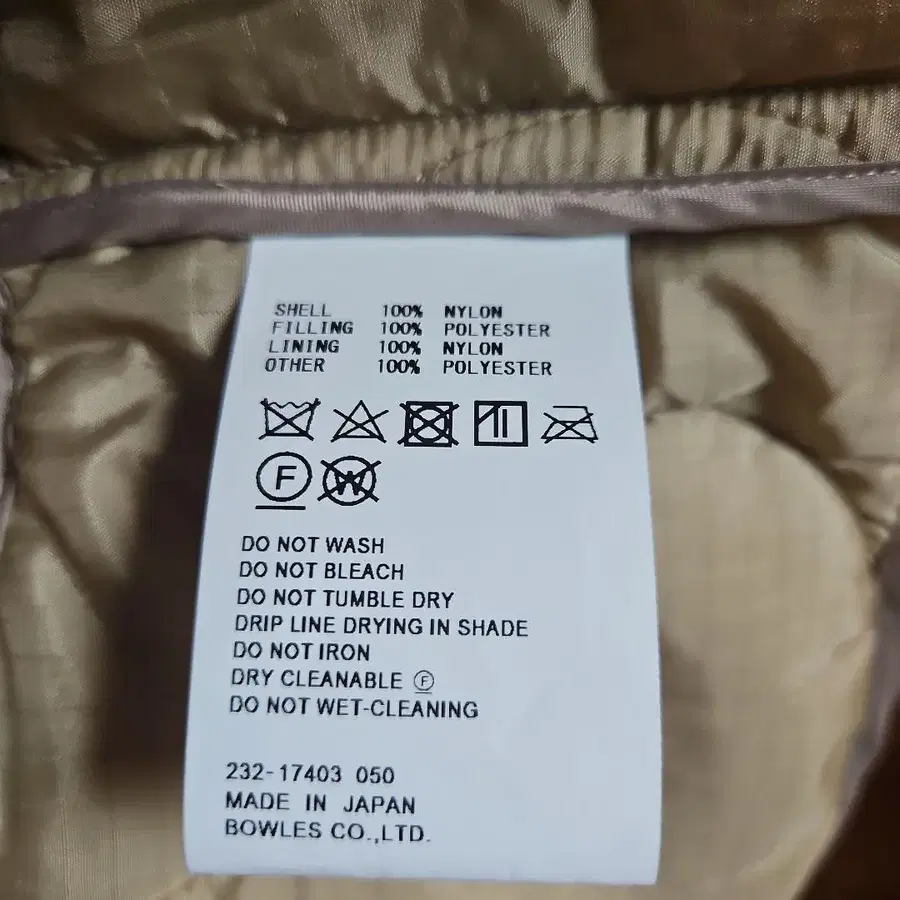 SHELL 100% NYLON
FILLING 100% POLYESTER
LINING 100% NYLON
OTHER 100% POLYESTER
F W
DO NOT WASH
DO NOT BLEACH
DO NOT TUMBLE DRY
DRIP LINE DRYING IN SHADE
DO NOT IRON
DRY CLEANABLE Ⓕ
DO NOT WET-CLEANING
232-17403 050
MADE IN JAPAN
BOWLES CO.,LTD.